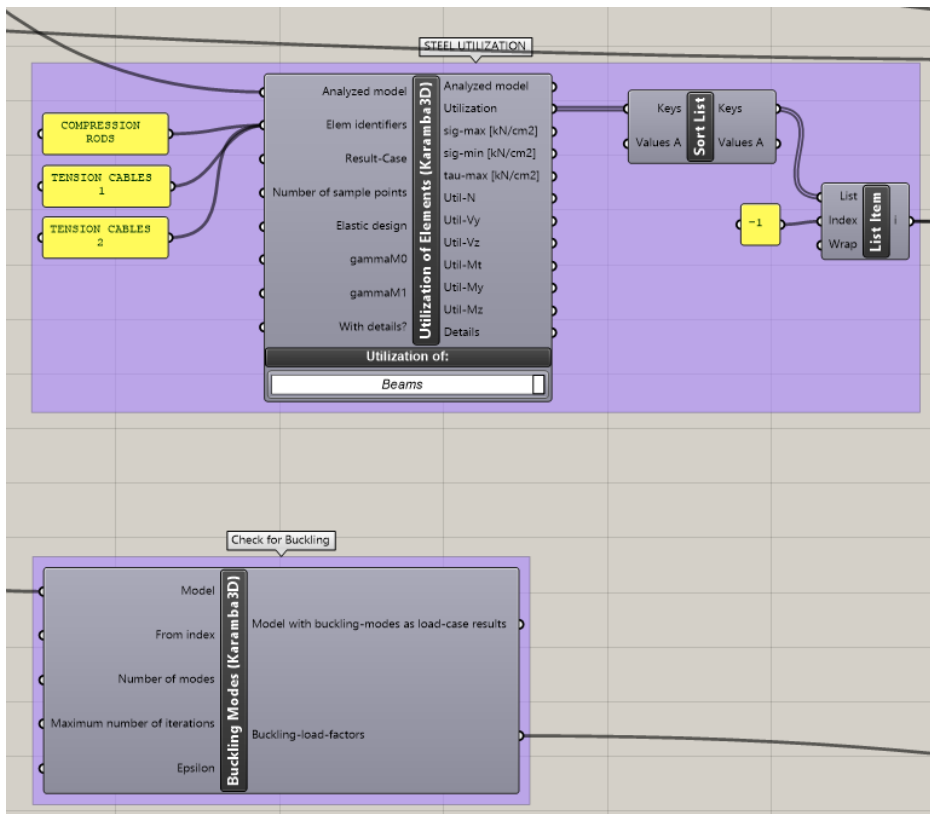 STEEL UTILIZATION
COMPRESSION
RODS
TENSION CABLES
1
TENSION CABLES
2
Analyzed model
Elem identifiers
Result-Case
Number of sample points
Elastic design
gammaM0
gammaM1
With details?
Utilization of Elements (Karamba3D)
Analyzed model
Utilization
sig-max [kN/cm2]
sig-min [kN/cm2]
tau-max [kN/cm2]
Util-N
Util-Vy
Util-Vz
Util-Mt
Util-My
Util-Mz
Details
Utilization of:
Beams
Keys
Values A
Sort List
Keys
Values A
-1
List
Index
Wrap
List Item
i
Check for Buckling
Model
From index
Number of modes
Maximum number of iterations
Epsilon
Buckling Modes (Karamba3D)
Model with buckling-modes as load-case results
Buckling-load-factors